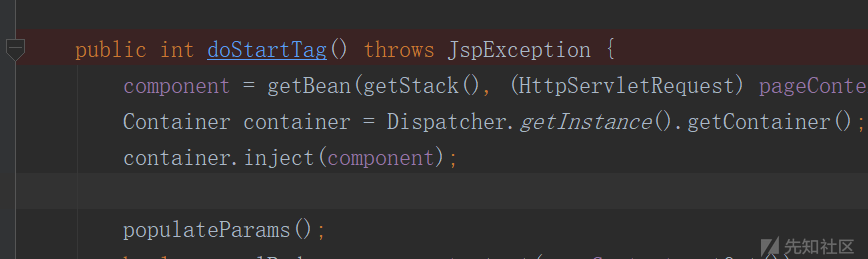 public int doStartTag() throws JspException {
component = getBean(getStack(), (HttpServletRequest) pageConte
Container container = Dispatcher.getInstance().getContainer();
container.inject(component);
populateParams();
先知社区